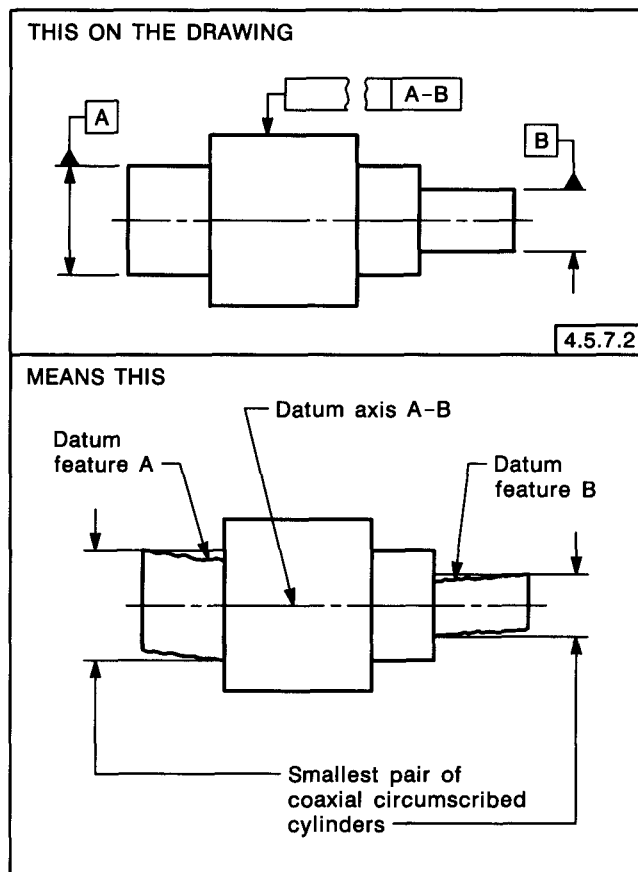 THIS ON THE DRAWING
A-B
A
B
4.5.7.2
MEANS THIS
Datum axis A-B
Datum
feature A
Datum
feature B
Smallest pair of
coaxial circumscribed
cylinders